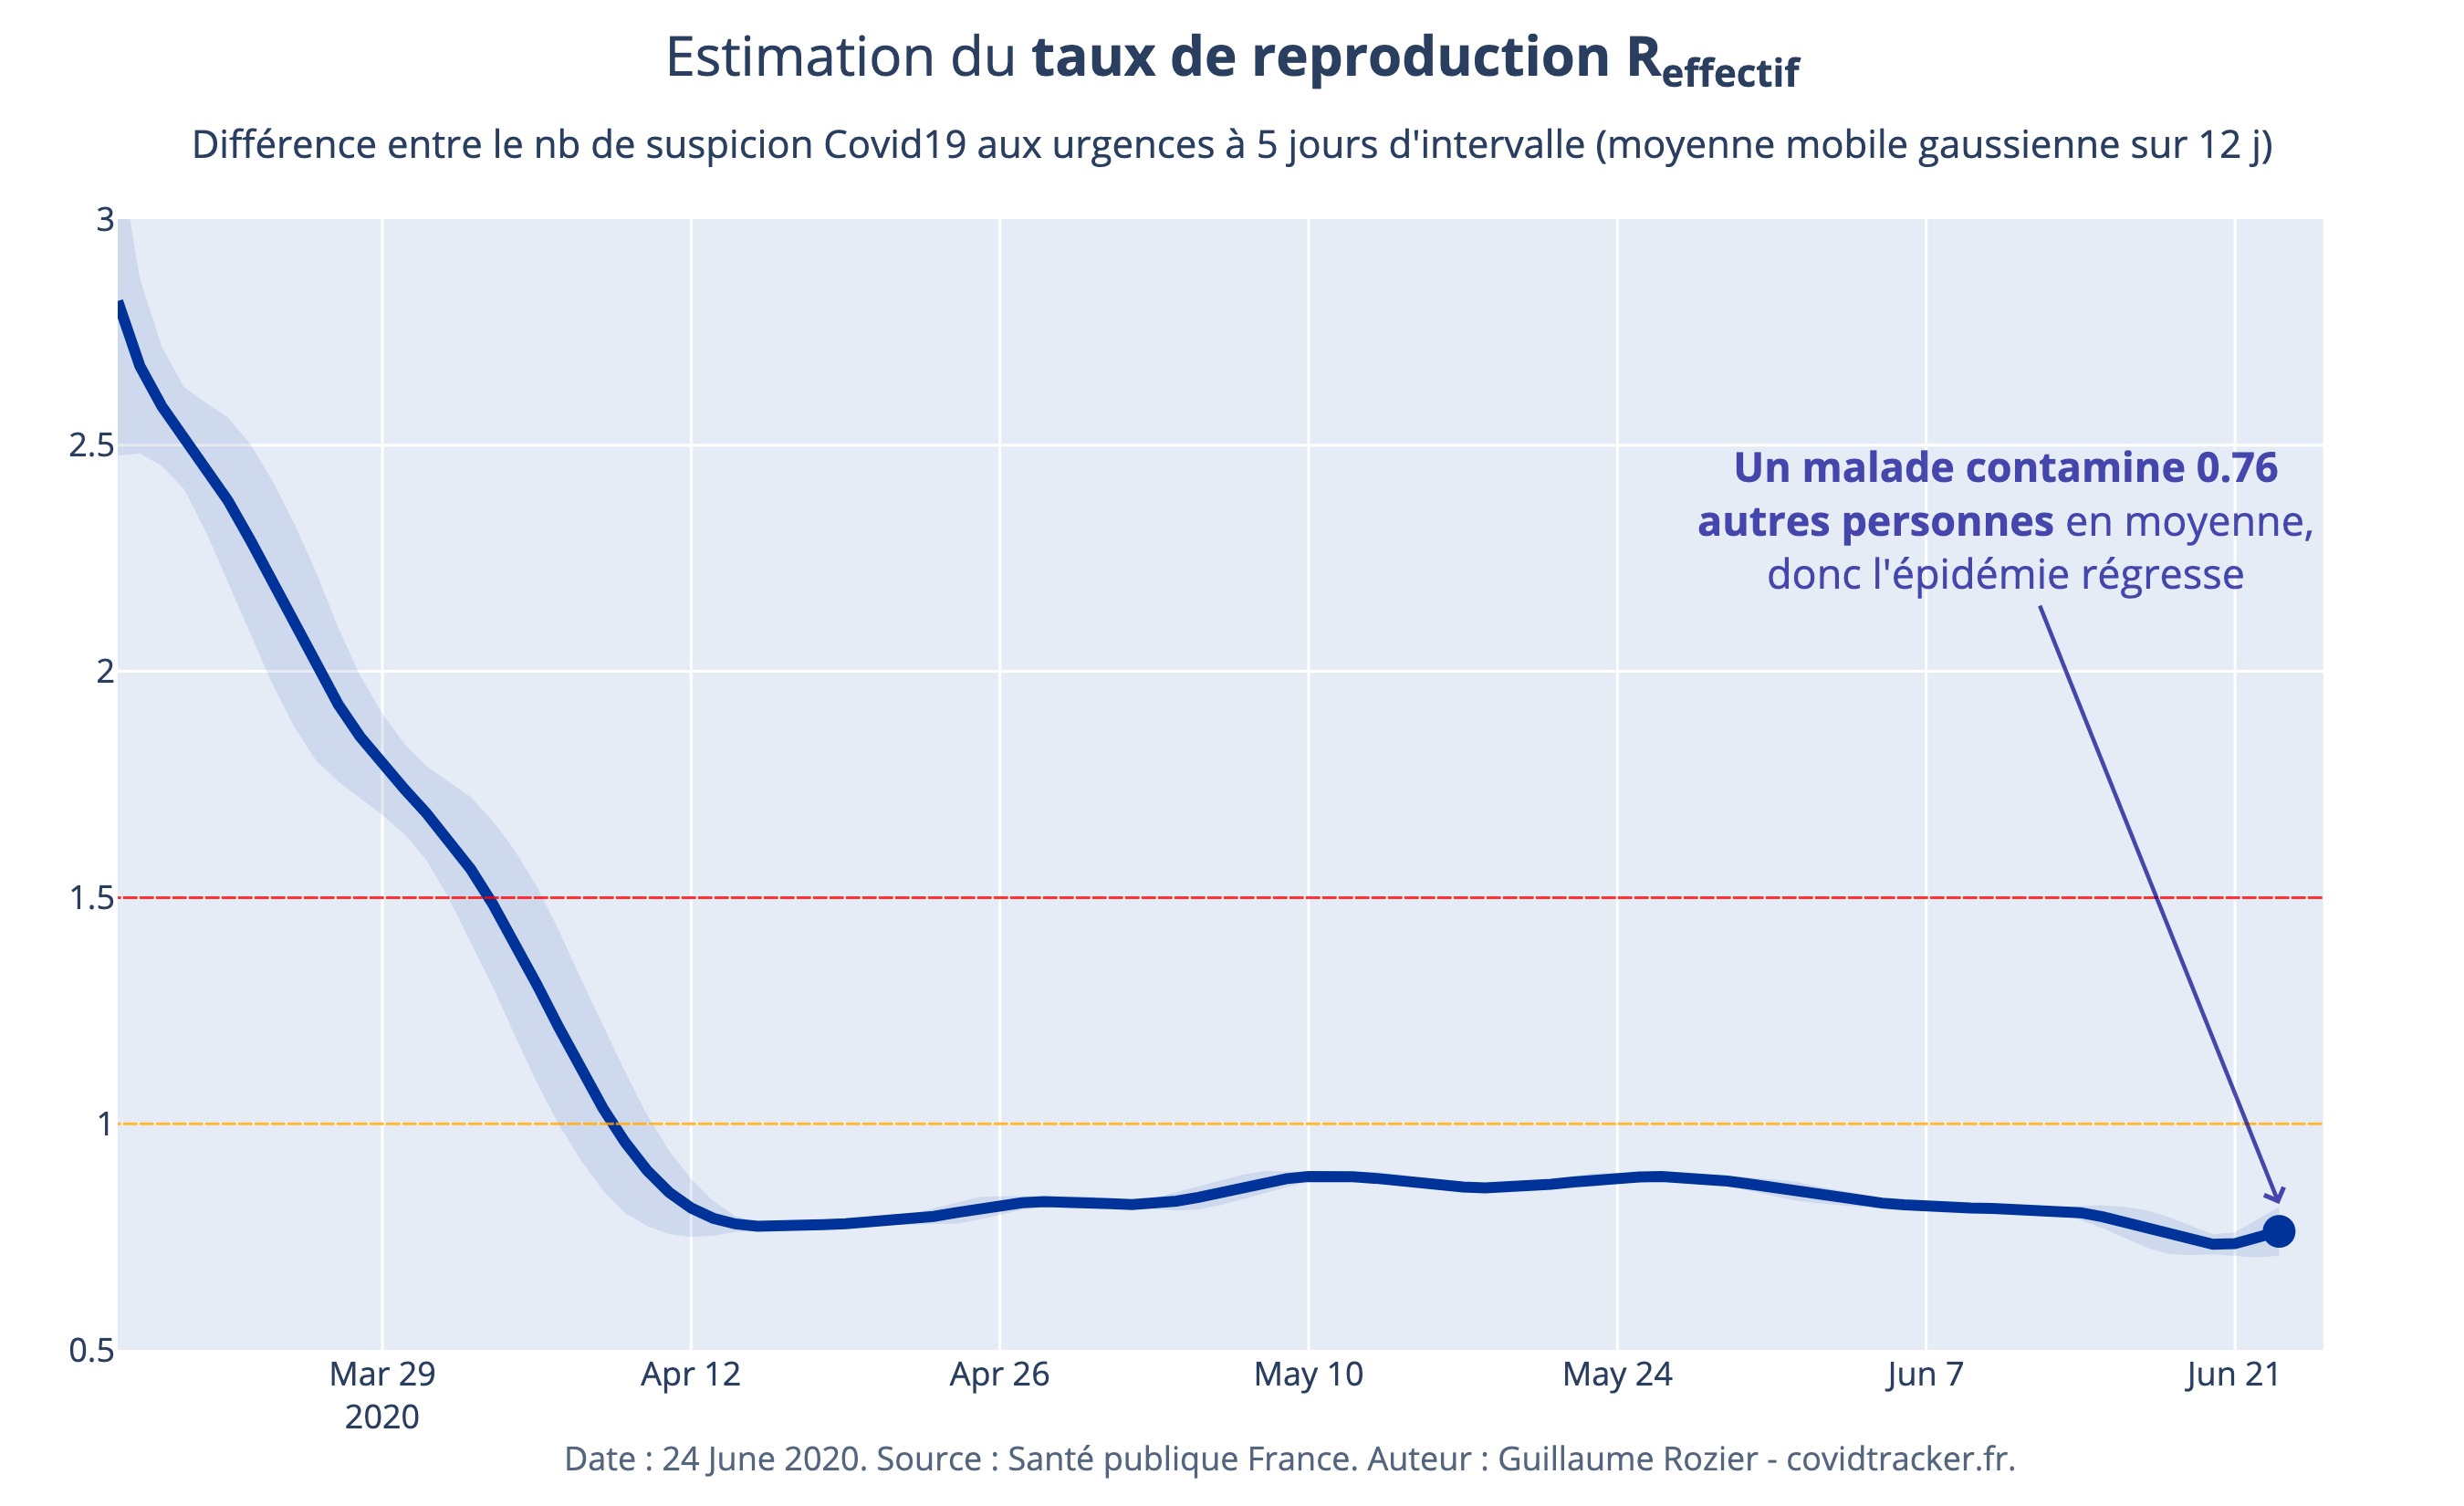 Estimation du taux de reproduction Reffectif
Différence entre le nb de suspicion Covid19 aux urgences à 5 jours d'intervalle (moyenne mobile gaussienne sur 12 j)
3
2.5
2
1.5
1
0.5
Un malade contamine 0.76
autres personnes en moyenne,
donc l'épidémie régresse
Mar 29 Apr 12 Apr 26 May 10 May 24 Jun 7 Jun 21
2020
Date : 24 June 2020. Source : Santé publique France. Auteur : Guillaume Rozier - covidtracker.fr.